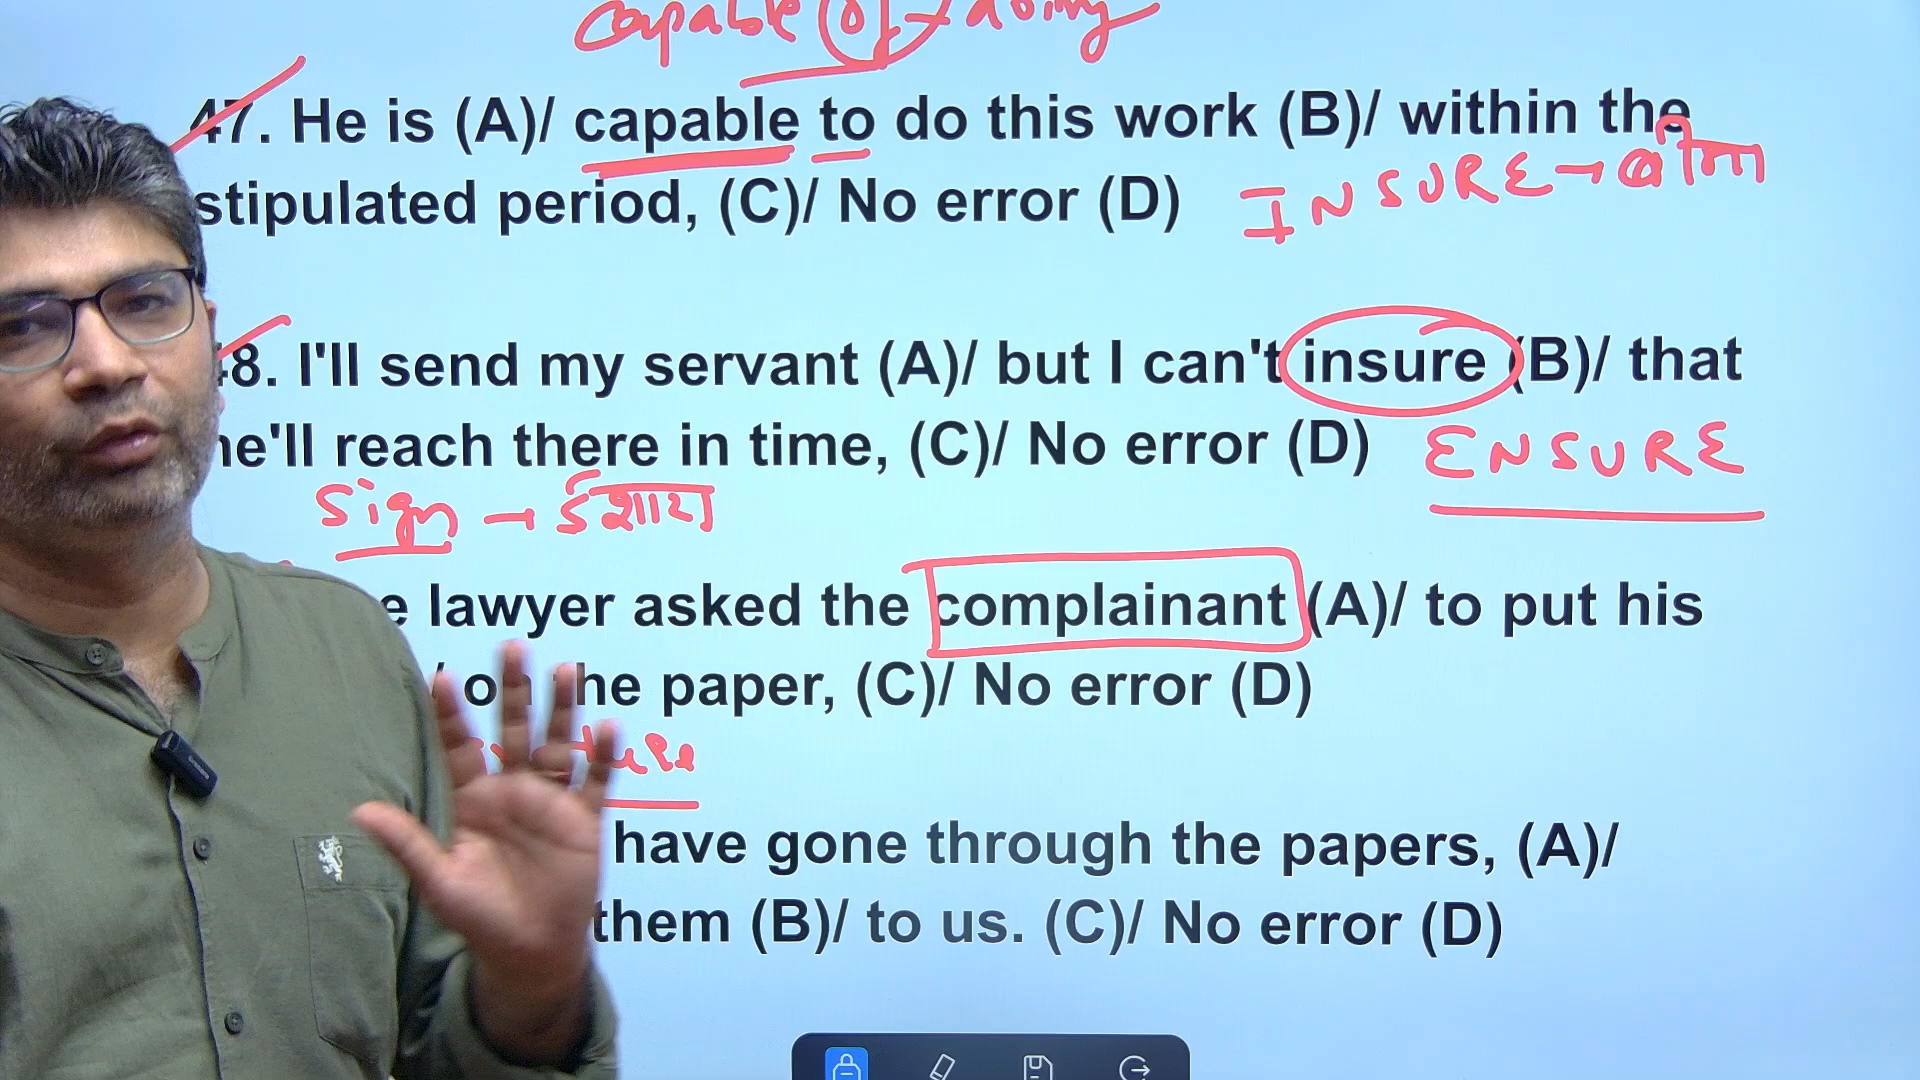 capable of + doing
47. He is (A)/ capable to do this work (B)/ within the
stipulated period, (C)/ No error (D)
INSURE → बीमा
48. I'll send my servant (A)/ but I can't insure (B)/ that
he'll reach there in time, (C)/ No error (D)
ENSURE
Sign → इशारा
lawyer asked the complainant (A)/ to put his
on the paper, (C)/ No error (D)
have gone through the papers, (A)/
them (B)/ to us. (C)/ No error (D)